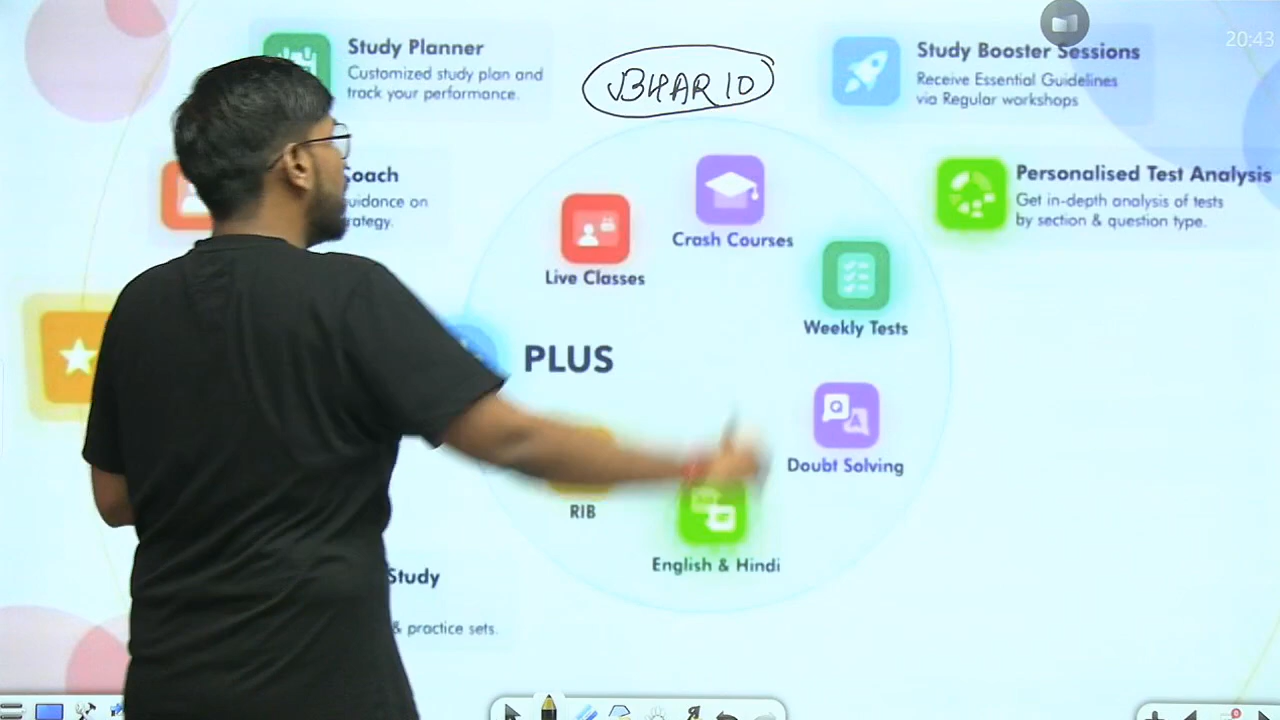 20:43
Study Planner
Customized study plan and
track your performance.
BHAR10
Study Booster Sessions
Receive Essential Guidelines
via Regular workshops
Coach
uidance on
rategy.
Personalised Test Analysis
Get in-depth analysis of tests
by section & question type.
Live Classes
Crash Courses
Weekly Tests
PLUS
Q
A
Doubt Solving
RIB
English & Hindi
Study
& practice sets.